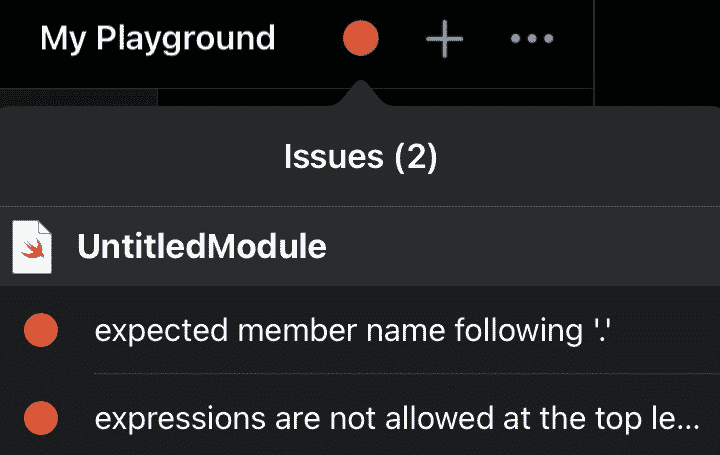 My Playground
Issues (2)
UntitledModule
expected member name following '.'
expressions are not allowed at the top le...